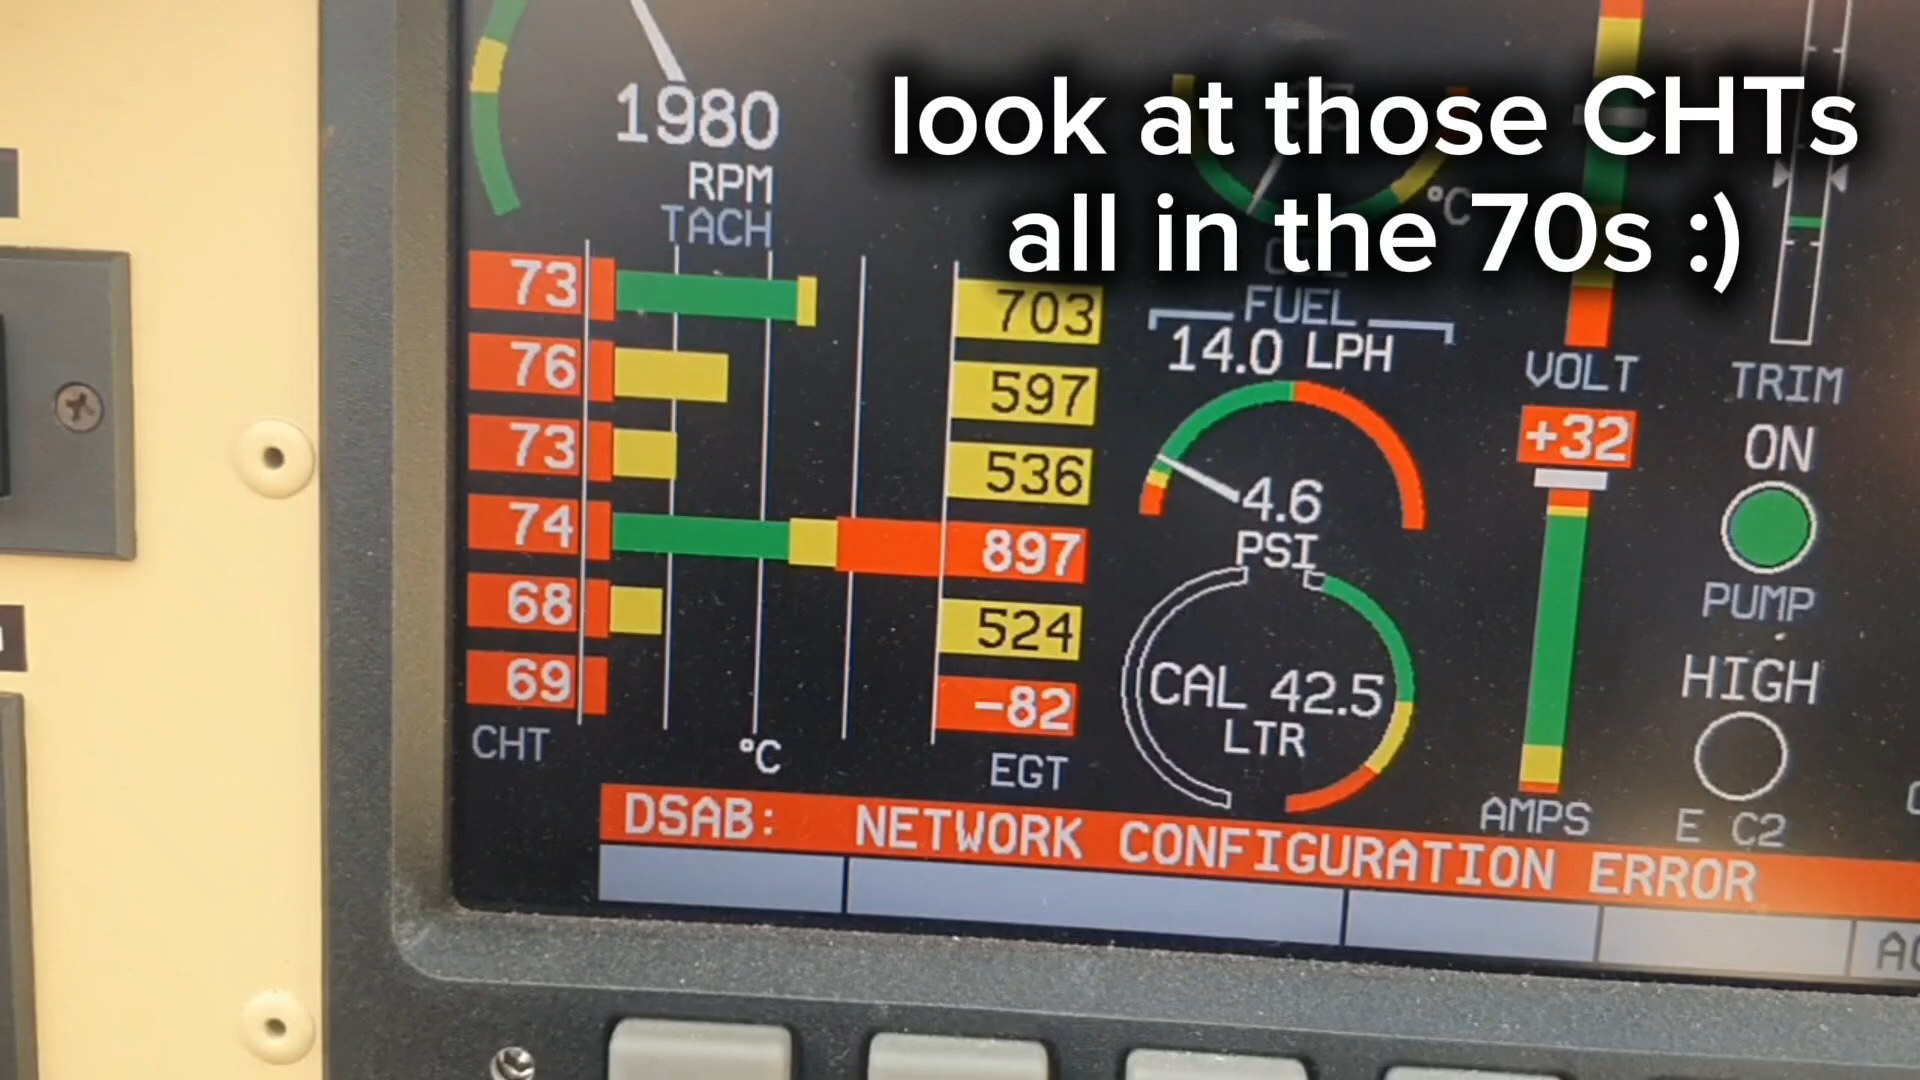 look at those CHTs
all in the 70s :)
1980
RPM
TACH
°C
73
76
73
74
68
69
CHT
°C
703
597
536
897
524
-82
EGT
FUEL
14.0 LPH
4.6
PSI
CAL 42.5
LTR
VOLT
+32
AMPS
TRIM
ON
PUMP
HIGH
E C2
DSAB: NETWORK CONFIGURATION ERROR